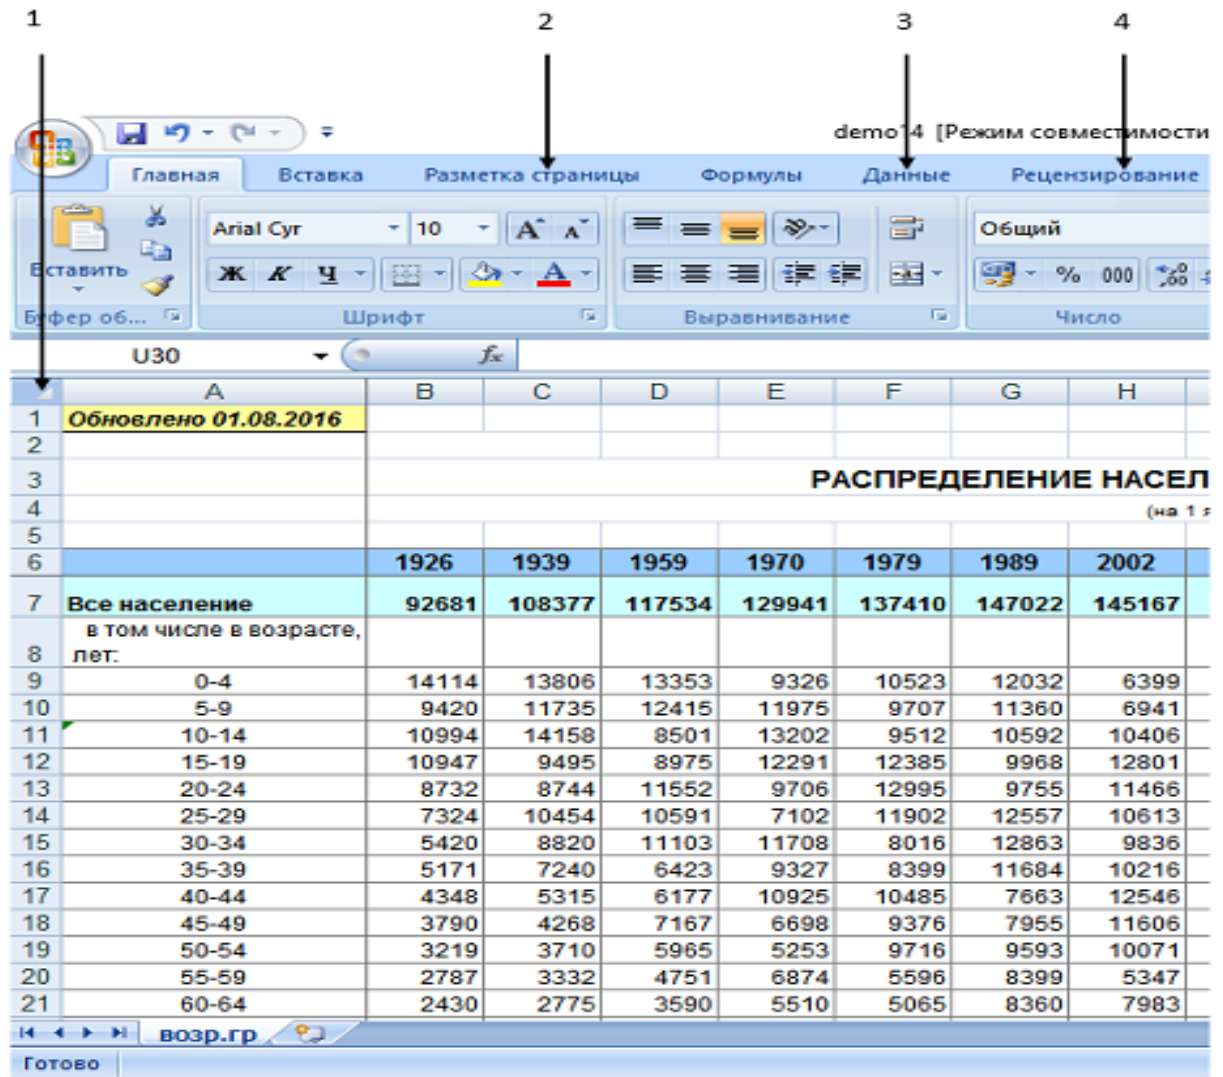 1 2 3 4
demo14 [Режим совместимости
Главная Вставка Разметка страницы Формулы Данные Рецензирование
Arial Cyr 10 А А Общий
Вставить Ж К Ч А % 000
Буфер об... Шрифт Выравнивание Число
U30 fx
A B C D E F G H
1 Обновлено 01.08.2016
2
3 РАСПРЕДЕЛЕНИЕ НАСЕЛ
4 (на 1 я
5
6 1926 1939 1959 1970 1979 1989 2002
7 Все население 92681 108377 117534 129941 137410 147022 145167
в том числе в возрасте,
8 лет:
9 0-4 14114 13806 13353 9326 10523 12032 6399
10 5-9 9420 11735 12415 11975 9707 11360 6941
11 10-14 10994 14158 8501 13202 9512 10592 10406
12 15-19 10947 9495 8975 12291 12385 9968 12801
13 20-24 8732 8744 11552 9706 12995 9755 11466
14 25-29 7324 10454 10591 7102 11902 12557 10613
15 30-34 5420 8820 11103 11708 8016 12863 9836
16 35-39 5171 7240 6423 9327 8399 11684 10216
17 40-44 4348 5315 6177 10925 10485 7663 12546
18 45-49 3790 4268 7167 6698 9376 7955 11606
19 50-54 3219 3710 5965 5253 9716 9593 10071
20 55-59 2787 3332 4751 6874 5596 8399 5347
21 60-64 2430 2775 3590 5510 5065 8360 7983
возр.гр
Готово